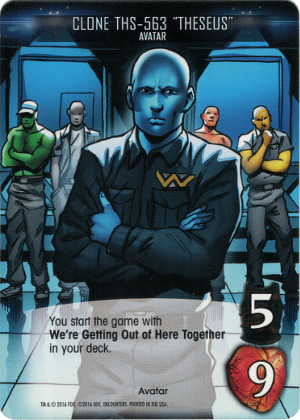 CLONE THS-563 "THESEUS"
AVATAR
5
You start the game with
We're Getting Out of Here Together
in your deck.
9
Avatar
TM & © 2016 FOX, ©2016 UDC. ENCOUNTERS. PRINTED IN USA.